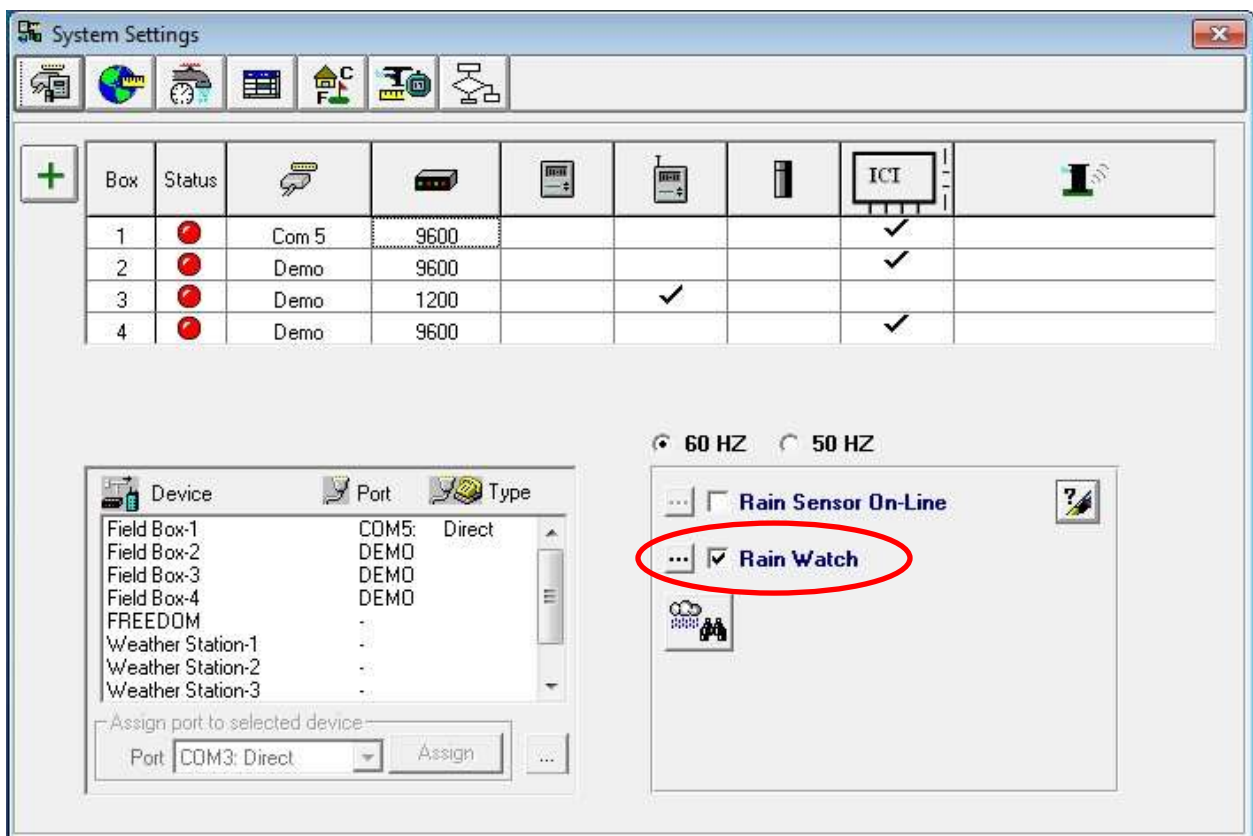 System Settings
C
F
Box Status ICI
1 Com 5 9600
2 Demo 9600
3 Demo 1200
4 Demo 9600
60 HZ 50 HZ
Device Port Type
Field Box-1 COM5: Direct
Field Box-2 DEMO
Field Box-3 DEMO
Field Box-4 DEMO
FREEDOM -
Weather Station-1 -
Weather Station-2 -
Weather Station-3 -
Assign port to selected device
Port COM3: Direct Assign ...
... Rain Sensor On-Line ?
... Rain Watch